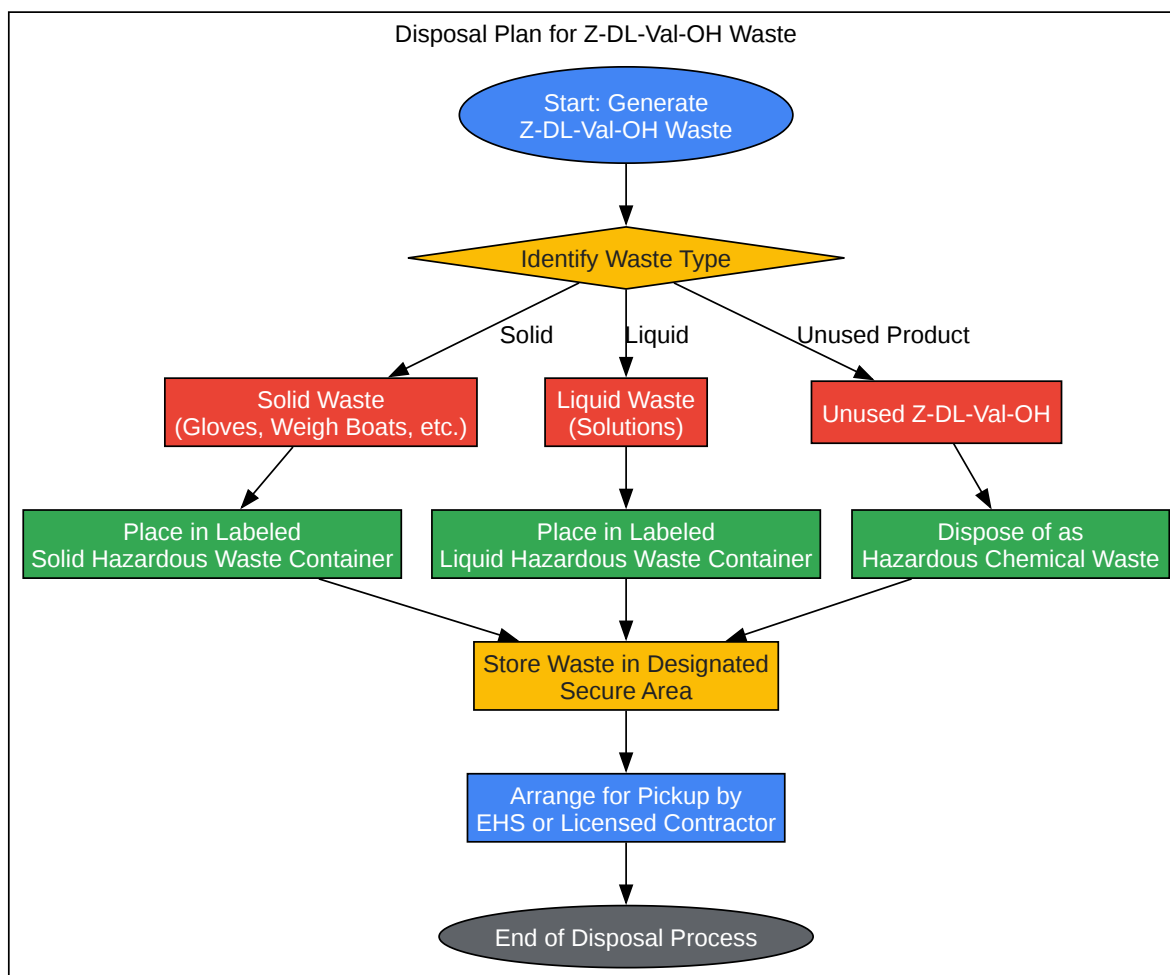 Disposal Plan for Z-DL-Val-OH Waste
Start: Generate
Z-DL-Val-OH Waste
Identify Waste Type
Solid
Liquid
Unused Product
Solid Waste
(Gloves, Weigh Boats, etc.)
Liquid Waste
(Solutions)
Unused Z-DL-Val-OH
Place in Labeled
Solid Hazardous Waste Container
Place in Labeled
Liquid Hazardous Waste Container
Dispose of as
Hazardous Chemical Waste
Store Waste in Designated
Secure Area
Arrange for Pickup by
EHS or Licensed Contractor
End of Disposal Process